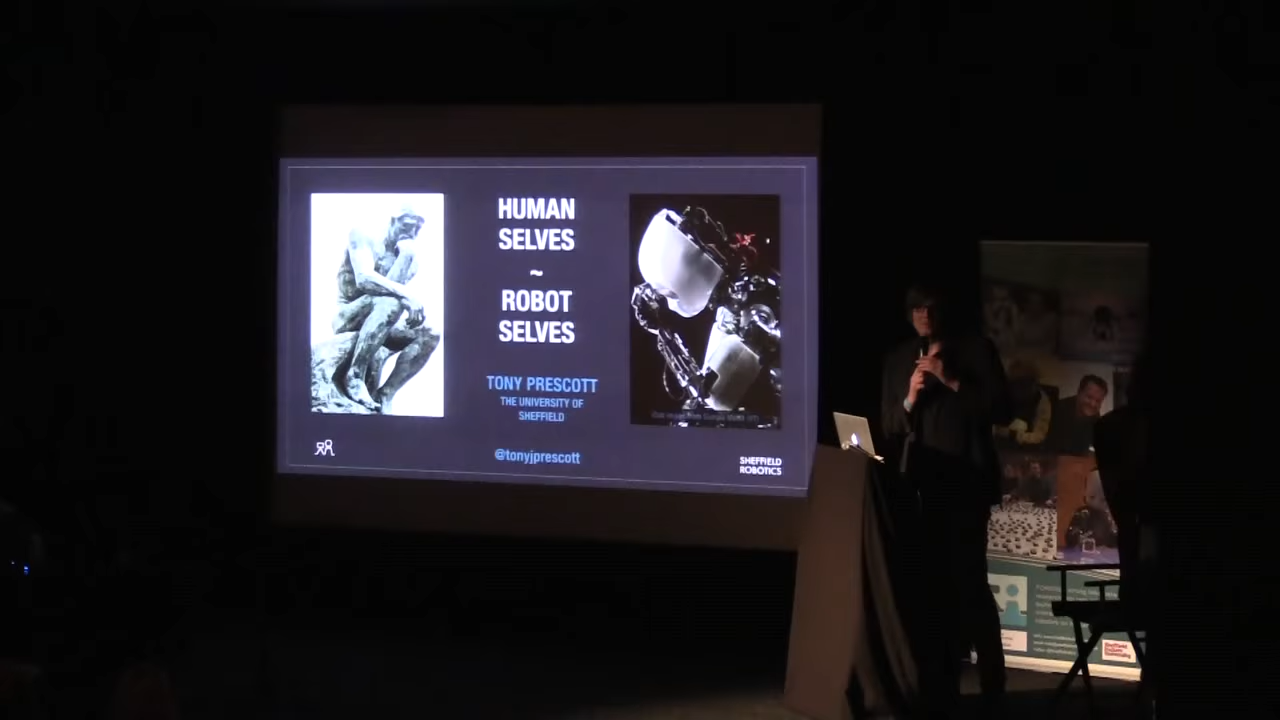 HUMAN
SELVES
~
ROBOT
SELVES
TONY PRESCOTT
THE UNIVERSITY OF
SHEFFIELD
@tonyjprescott
SHEFFIELD
ROBOTICS